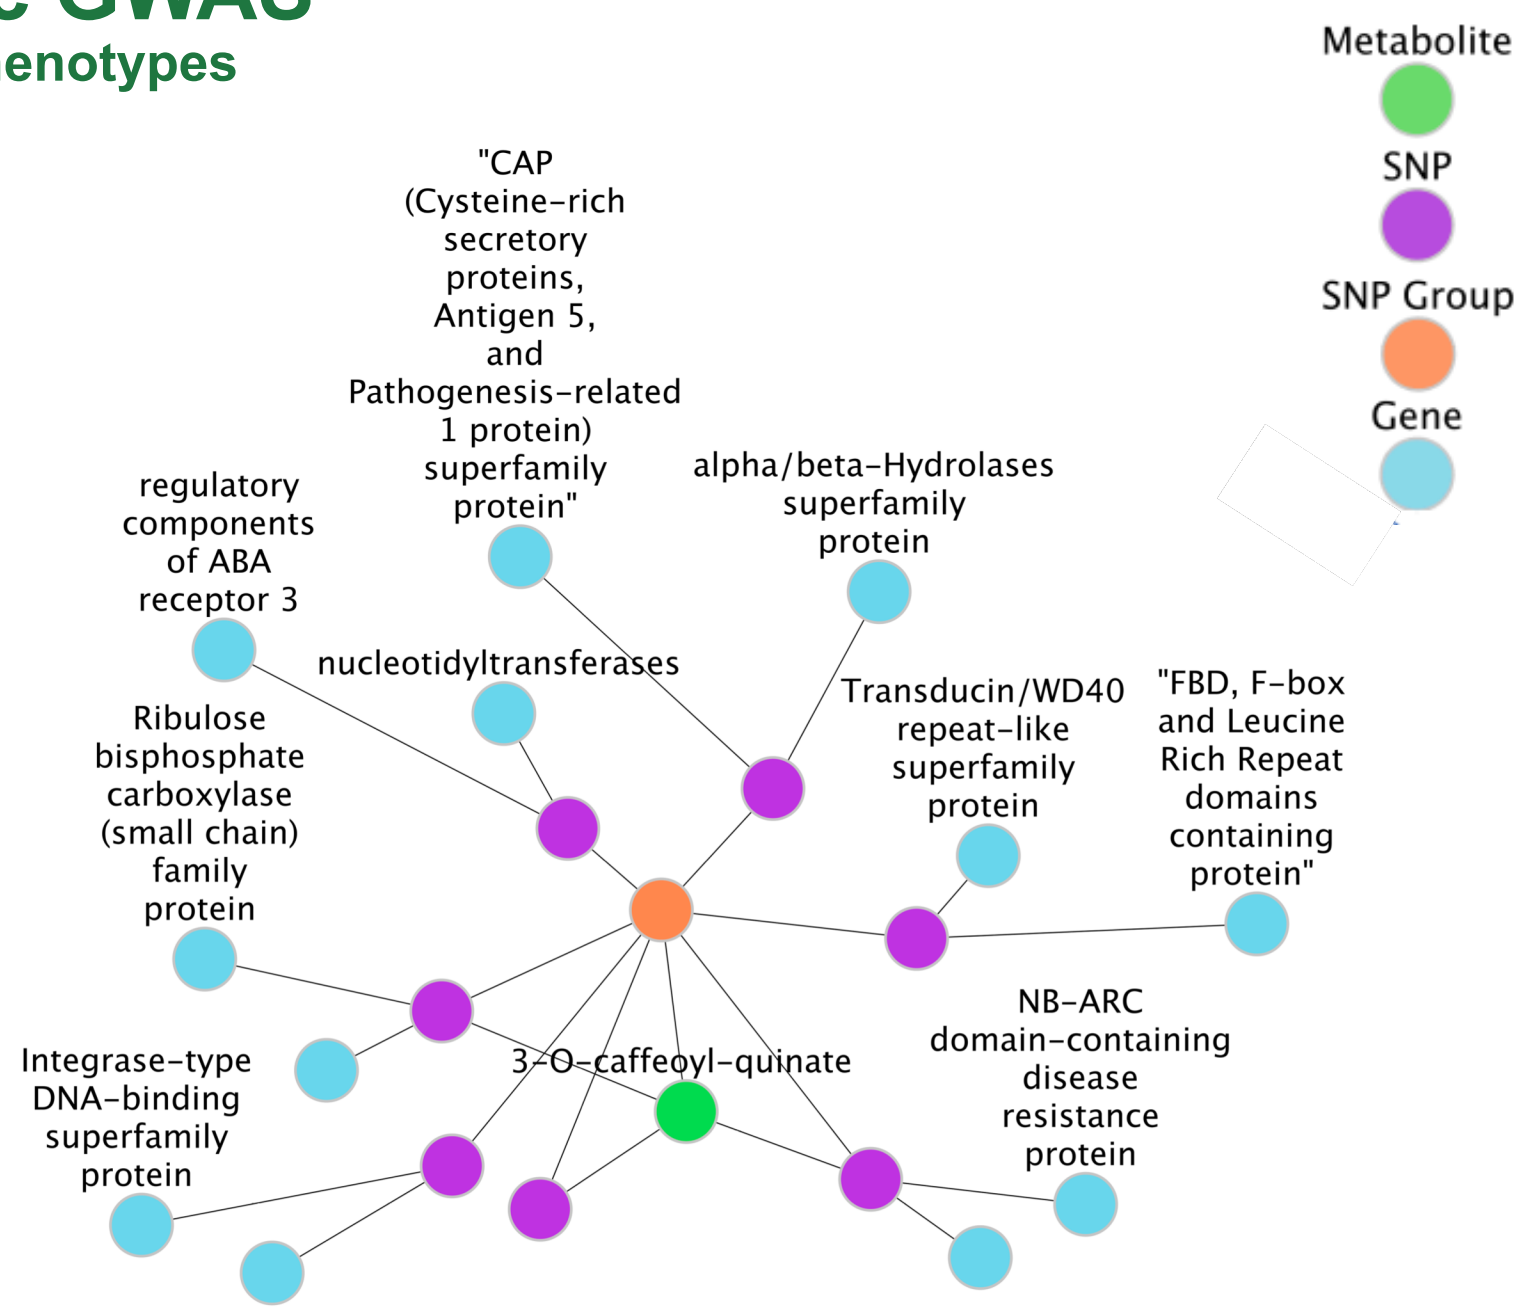 GWAS
Metabolite
SNP
SNP Group
Gene
"CAP
(Cysteine-rich
secretory
proteins,
Antigen 5,
and
Pathogenesis-related
1 protein)
superfamily
protein"
alpha/beta-Hydrolases
superfamily
protein
regulatory
components
of ABA
receptor 3
nucleotidyltransferases
Transducin/WD40
repeat-like
superfamily
protein
"FBD, F-box
and Leucine
Rich Repeat
domains
containing
protein"
Ribulose
bisphosphate
carboxylase
(small chain)
family
protein
3-O-caffeoyl-quinate
NB-ARC
domain-containing
disease
resistance
protein
Integrase-type
DNA-binding
superfamily
protein